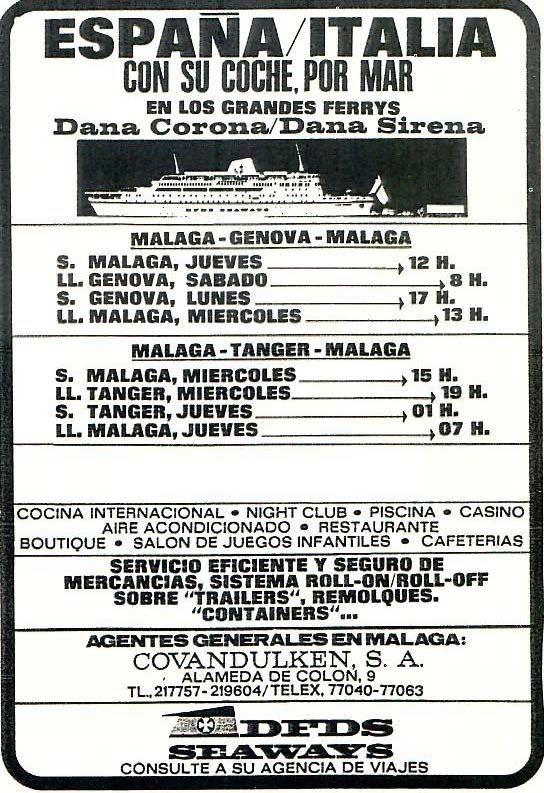 ESPAÑA/ITALIA
CON SU COCHE, POR MAR
EN LOS GRANDES FERRYS
Dana Corona/Dana Sirena
MALAGA-GENOVA-MALAGA
S. MALAGA, JUEVES 12 H.
LL. GENOVA, SABADO 8 H.
S. GENOVA, LUNES 17 H.
LL. MALAGA, MIERCOLES 13 H.
MALAGA-TANGER-MALAGA
S. MALAGA, MIERCOLES 15 H.
LL. TANGER, MIERCOLES 19 H.
S. TANGER, JUEVES 01 H.
LL. MALAGA, JUEVES 07 H.
COCINA INTERNACIONAL • NIGHT CLUB • PISCINA • CASINO
AIRE ACONDICIONADO • RESTAURANTE
BOUTIQUE • SALON DE JUEGOS INFANTILES • CAFETERIAS
SERVICIO EFICIENTE Y SEGURO DE
MERCANCIAS, SISTEMA ROLL-ON/ROLL-OFF
SOBRE "TRAILERS", REMOLQUES.
"CONTAINERS"...
AGENTES GENERALES EN MALAGA:
COVANDULKEN, S. A.
ALAMEDA DE COLON, 9
TL., 217757-219604/TELEX, 77040-77063
DFDS
SEAWAYS
CONSULTE A SU AGENCIA DE VIAJES